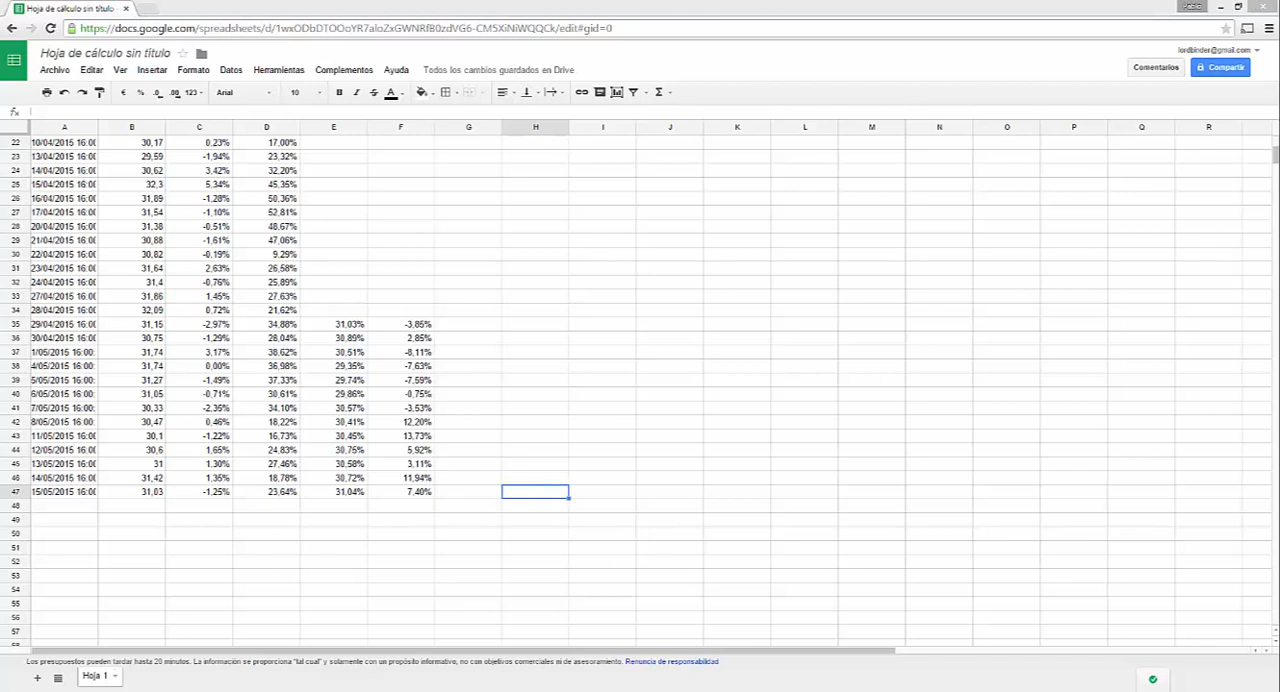 Hoja de cálculo sin título
https://docs.google.com/spreadsheets/d/1wxODbDTOOoYR7aloZxGWNRfB0zdVG6-CM5XiNiWQQCk/edit#gid=0
Hoja de cálculo sin título
lordbinder@gmail.com
Archivo Editar Ver Insertar Formato Datos Herramientas Complementos Ayuda Todos los cambios guardados en Drive
Comentarios Compartir
€ % .0 .00 123 Arial 10 B I S A Σ
fx
A B C D E F G H I J K L M N O P Q R
22 10/04/2015 16:00 30,17 0,23% 17,00%
23 13/04/2015 16:00 29,59 -1,94% 23,32%
24 14/04/2015 16:00 30,62 3,42% 32,20%
25 15/04/2015 16:00 32,3 5,34% 45,35%
26 16/04/2015 16:00 31,89 -1,28% 50,36%
27 17/04/2015 16:00 31,54 -1,10% 52,81%
28 20/04/2015 16:00 31,38 -0,51% 48,67%
29 21/04/2015 16:00 30,88 -1,61% 47,06%
30 22/04/2015 16:00 30,82 -0,19% 9,29%
31 23/04/2015 16:00 31,64 2,63% 26,58%
32 24/04/2015 16:00 31,4 -0,76% 25,89%
33 27/04/2015 16:00 31,86 1,45% 27,63%
34 28/04/2015 16:00 32,09 0,72% 21,62%
35 29/04/2015 16:00 31,15 -2,97% 34,88% 31,03% -3,85%
36 30/04/2015 16:00 30,75 -1,29% 28,04% 30,89% 2,85%
37 1/05/2015 16:00: 31,74 3,17% 38,62% 30,51% -8,11%
38 4/05/2015 16:00: 31,74 0,00% 36,98% 29,35% -7,63%
39 5/05/2015 16:00: 31,27 -1,49% 37,33% 29,74% -7,59%
40 6/05/2015 16:00: 31,05 -0,71% 30,61% 29,86% -0,75%
41 7/05/2015 16:00: 30,33 -2,35% 34,10% 30,57% -3,53%
42 8/05/2015 16:00: 30,47 0,46% 18,22% 30,41% 12,20%
43 11/05/2015 16:00 30,1 -1,22% 16,73% 30,45% 13,73%
44 12/05/2015 16:00 30,6 1,65% 24,83% 30,75% 5,92%
45 13/05/2015 16:00 31 1,30% 27,46% 30,58% 3,11%
46 14/05/2015 16:00 31,42 1,35% 18,78% 30,72% 11,94%
47 15/05/2015 16:00 31,03 -1,25% 23,64% 31,04% 7,40%
48
49
50
51
52
53
54
55
56
57
Los presupuestos pueden tardar hasta 20 minutos. La información se proporciona "tal cual" y solamente con un propósito informativo, no con objetivos comerciales ni de asesoramiento. Renuncia de responsabilidad
Hoja 1